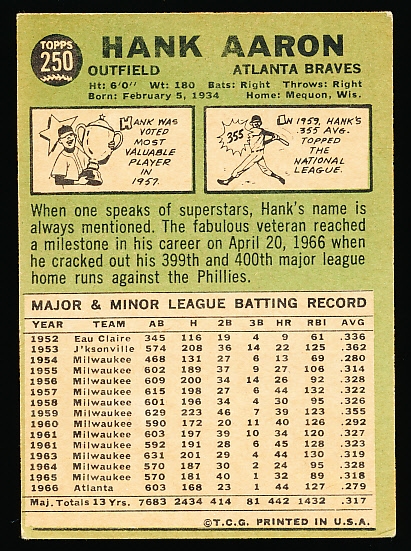 TOPPS
250
HANK AARON
OUTFIELD ATLANTA BRAVES
Ht: 6'0" Wt: 180 Bats: Right Throws: Right
Born: February 5, 1934 Home: Mequon, Wis.
HANK WAS
VOTED
MOST
VALUABLE
PLAYER
IN
1957.
355
IN 1959, HANK'S
.355 AVG.
TOPPED
THE
NATIONAL
LEAGUE.
When one speaks of superstars, Hank's name is
always mentioned. The fabulous veteran reached
a milestone in his career on April 20, 1966 when
he cracked out his 399th and 400th major league
home runs against the Phillies.
MAJOR & MINOR LEAGUE BATTING RECORD
YEAR TEAM AB H 2B 3B HR RBI AVG
1952 Eau Claire 345 116 19 4 9 61 .336
1953 J'ksonville 574 208 36 14 22 125 .362
1954 Milwaukee 468 131 27 6 13 69 .280
1955 Milwaukee 602 189 37 9 27 106 .314
1956 Milwaukee 609 200 34 14 26 92 .328
1957 Milwaukee 615 198 27 6 44 132 .322
1958 Milwaukee 601 196 34 4 30 95 .326
1959 Milwaukee 629 223 46 7 39 123 .355
1960 Milwaukee 590 172 20 11 40 126 .292
1961 Milwaukee 603 197 39 10 34 120 .327
1961 Milwaukee 592 191 28 6 45 128 .323
1963 Milwaukee 631 201 29 4 44 130 .319
1964 Milwaukee 570 187 30 2 24 95 .328
1965 Milwaukee 570 181 40 1 32 89 .318
1966 Atlanta 603 168 23 1 44 127 .279
Maj. Totals 13 Yrs. 7683 2434 414 81 442 1432 .317
©T.C.G. PRINTED IN U.S.A.